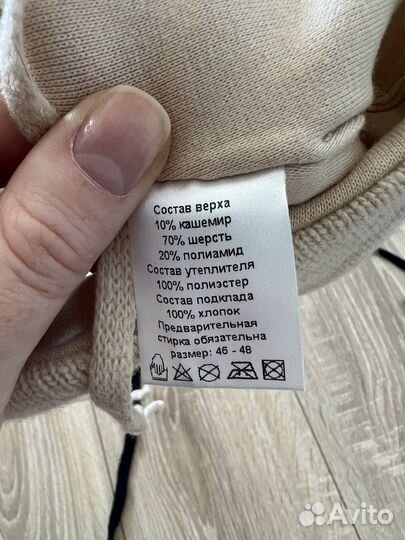 Состав верха
10% кашемир
70% шерсть
20% полиамид
Состав утеплителя
100% полиэстер
Состав подклада
100% хлопок
Предварительная
стирка обязательна
размер: 46 - 48
Avito